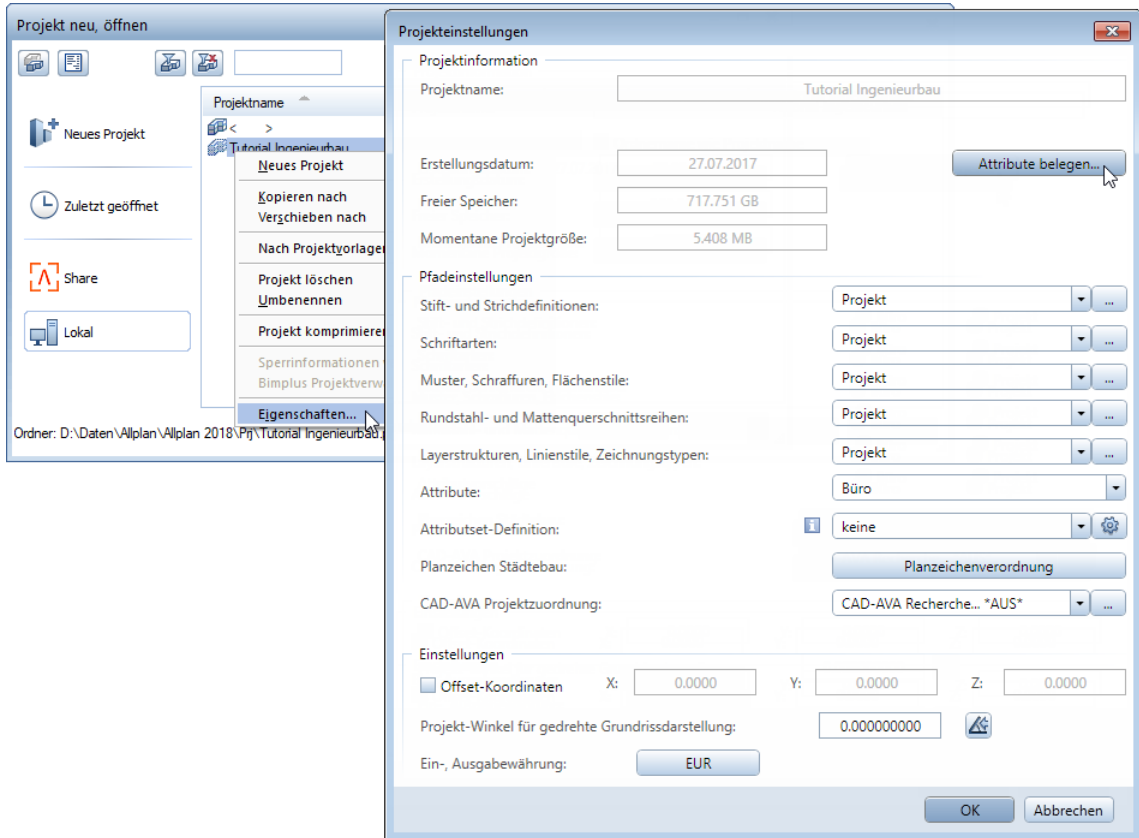 Projekt neu, öffnen
Neues Projekt
Zuletzt geöffnet
Share
Lokal
Projektname
< >
Tutorial Ingenieurbau
Neues Projekt
Kopieren nach
Verschieben nach
Nach Projektvorlagen
Projekt löschen
Umbenennen
Projekt komprimieren
Sperrinformationen
Bimplus Projektverw
Eigenschaften...
Ordner: D:\Daten\Allplan\Allplan 2018\Prj\Tutorial Ingenieurbau.p
Projekteinstellungen
Projektinformation
Projektname: Tutorial Ingenieurbau
Erstellungsdatum: 27.07.2017 Attribute belegen...
Freier Speicher: 717.751 GB
Momentane Projektgröße: 5.408 MB
Pfadeinstellungen
Stift- und Strichdefinitionen: Projekt ...
Schriftarten: Projekt ...
Muster, Schraffuren, Flächenstile: Projekt ...
Rundstahl- und Mattenquerschnittsreihen: Projekt ...
Layerstrukturen, Linienstile, Zeichnungstypen: Projekt ...
Attribute: Büro
Attributset-Definition: i keine
Planzeichen Städtebau: Planzeichenverordnung
CAD-AVA Projektzuordnung: CAD-AVA Recherche... *AUS* ...
Einstellungen
Offset-Koordinaten X: 0.0000 Y: 0.0000 Z: 0.0000
Projekt-Winkel für gedrehte Grundrissdarstellung: 0.000000000
Ein-, Ausgabewährung: EUR
OK Abbrechen